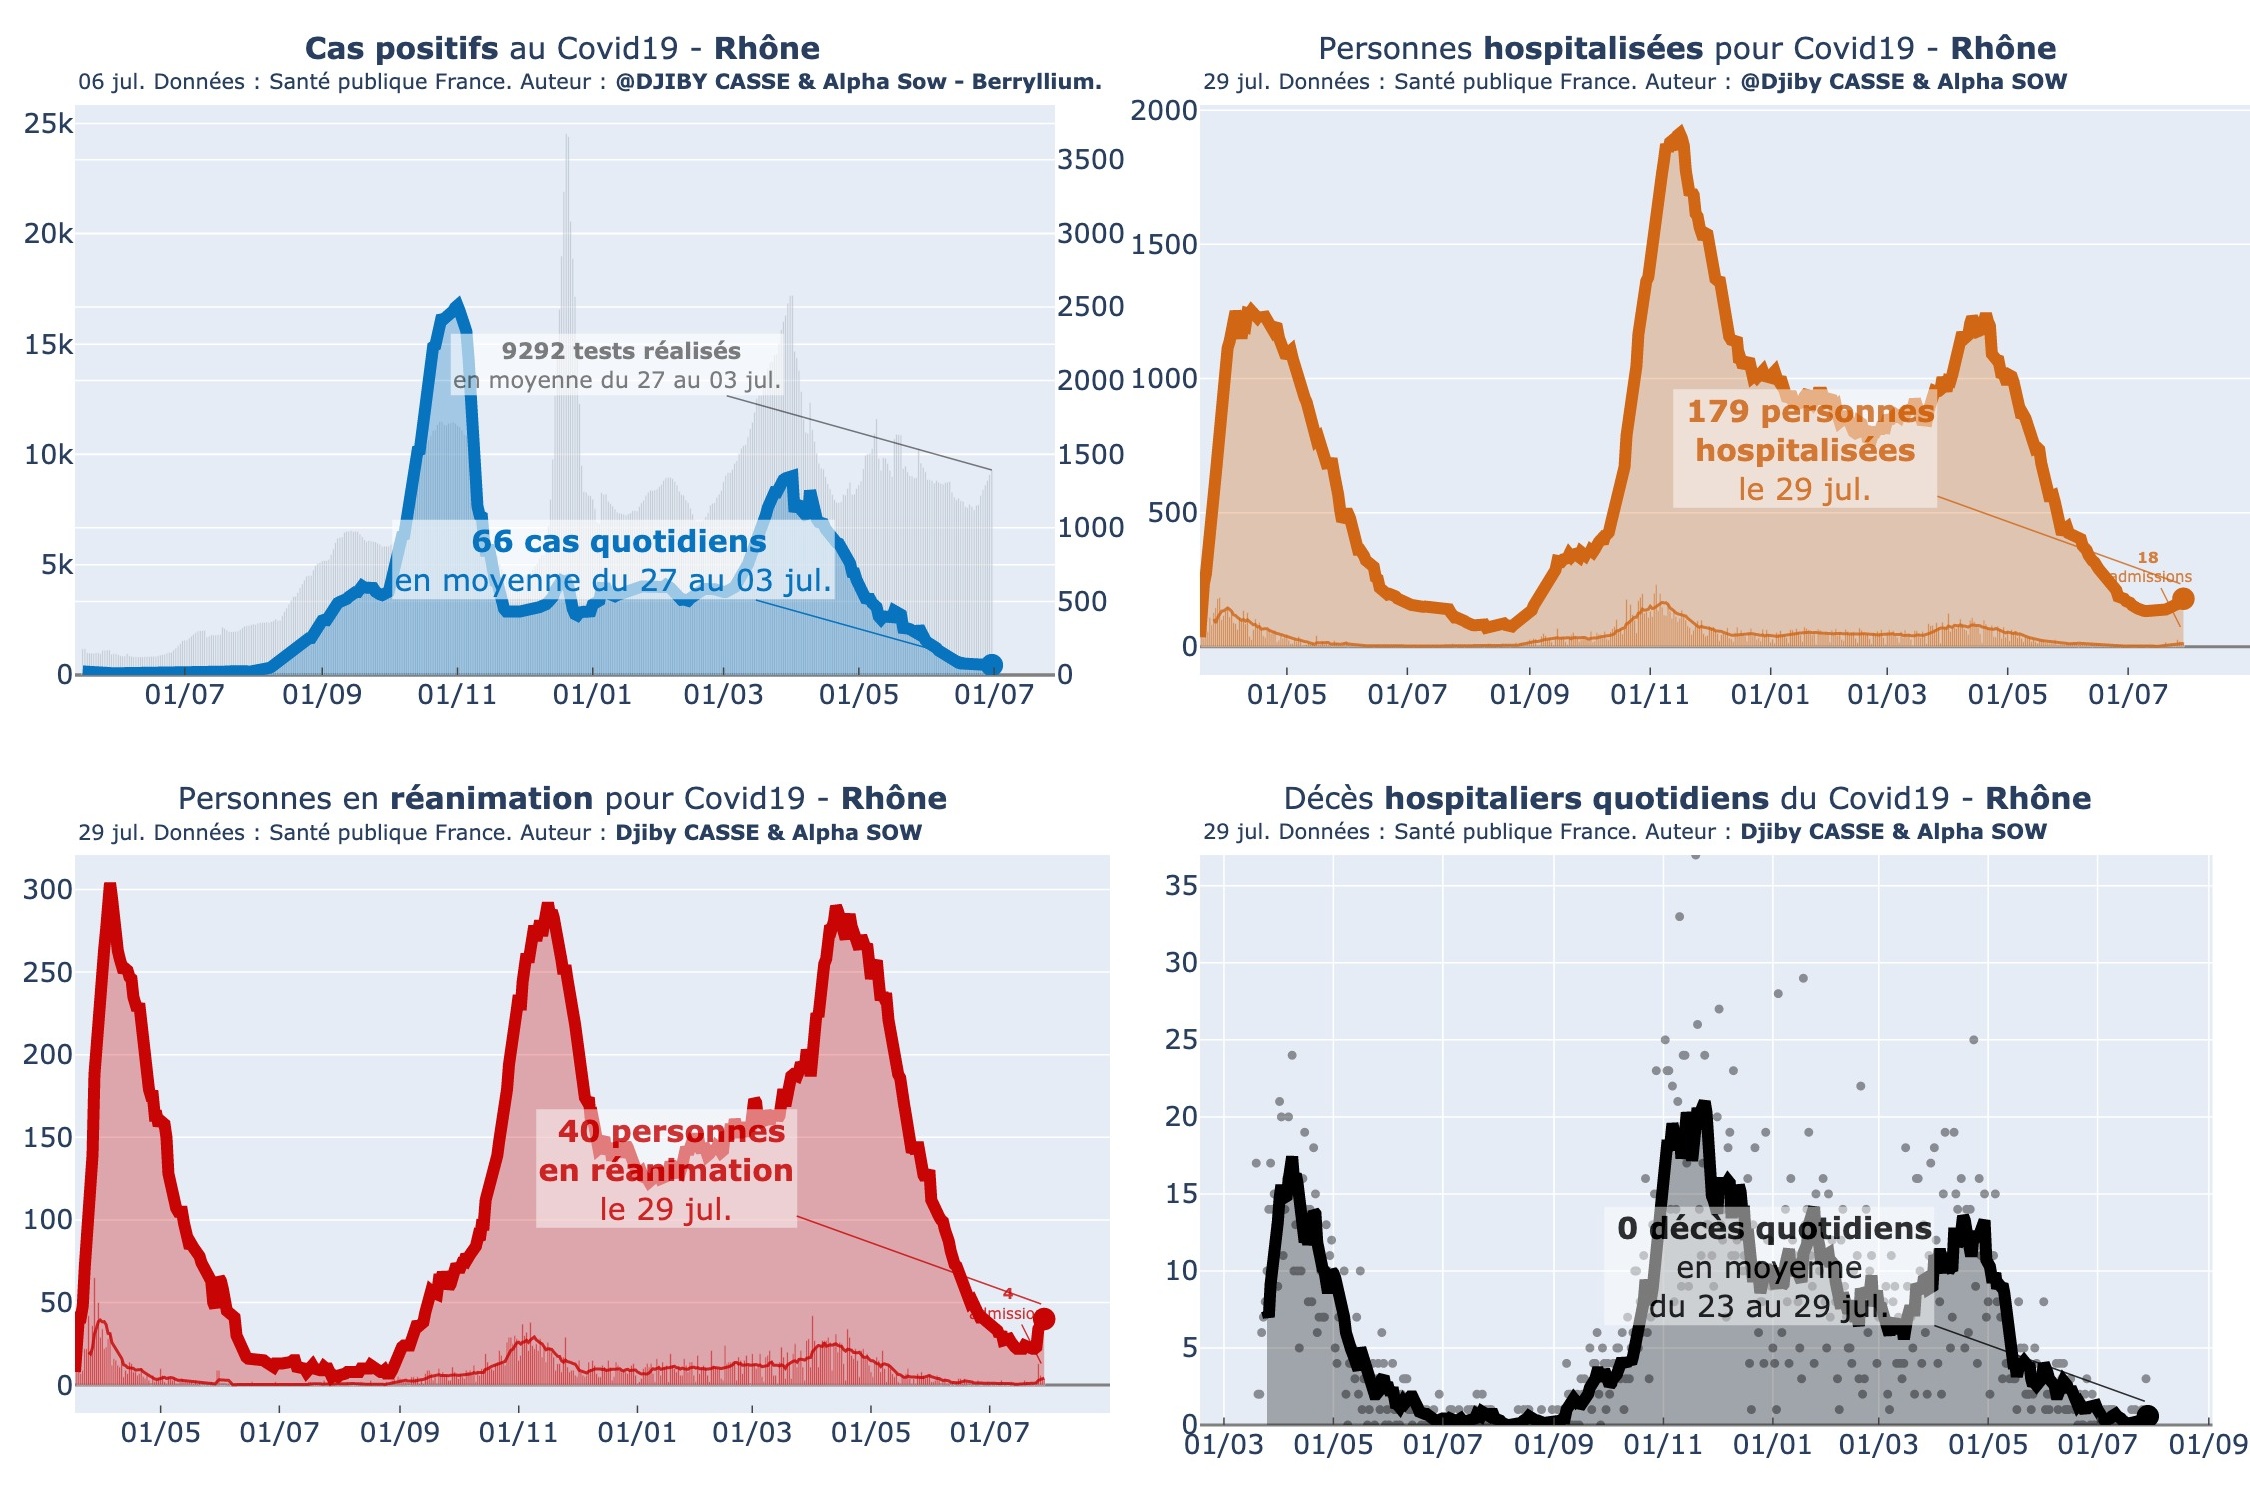 Cas positifs au Covid19 - Rhône
06 jul. Données : Santé publique France. Auteur : @DJIBY CASSE & Alpha Sow - Berryllium.
25k
20k
15k
10k
5k
0
3500
3000
2500
2000
1500
1000
500
0
9292 tests réalisés
en moyenne du 27 au 03 jul.
66 cas quotidiens
en moyenne du 27 au 03 jul.
01/07 01/09 01/11 01/01 01/03 01/05 01/07
Personnes hospitalisées pour Covid19 - Rhône
29 jul. Données : Santé publique France. Auteur : @Djiby CASSE & Alpha SOW
2000
1500
1000
500
0
179 personnes
hospitalisées
le 29 jul.
18
admissions
01/05 01/07 01/09 01/11 01/01 01/03 01/05 01/07
Personnes en réanimation pour Covid19 - Rhône
29 jul. Données : Santé publique France. Auteur : Djiby CASSE & Alpha SOW
300
250
200
150
100
50
0
40 personnes
en réanimation
le 29 jul.
4
admissions
01/05 01/07 01/09 01/11 01/01 01/03 01/05 01/07
Décès hospitaliers quotidiens du Covid19 - Rhône
29 jul. Données : Santé publique France. Auteur : Djiby CASSE & Alpha SOW
35
30
25
20
15
10
5
0
0 décès quotidiens
en moyenne
du 23 au 29 jul.
01/03 01/05 01/07 01/09 01/11 01/01 01/03 01/05 01/07 01/09